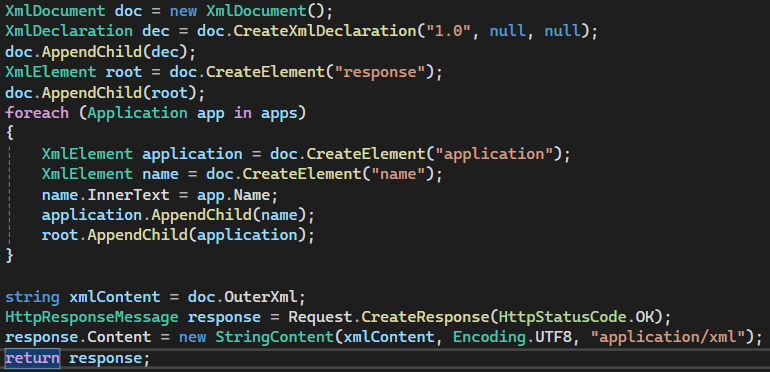 XmlDocument doc = new XmlDocument();
XmlDeclaration dec = doc.CreateXmlDeclaration("1.0", null, null);
doc.AppendChild(dec);
XmlElement root = doc.CreateElement("response");
doc.AppendChild(root);
foreach (Application app in apps)
{
    XmlElement application = doc.CreateElement("application");
    XmlElement name = doc.CreateElement("name");
    name.InnerText = app.Name;
    application.AppendChild(name);
    root.AppendChild(application);
}

string xmlContent = doc.OuterXml;
HttpResponseMessage response = Request.CreateResponse(HttpStatusCode.OK);
response.Content = new StringContent(xmlContent, Encoding.UTF8, "application/xml");
return response;